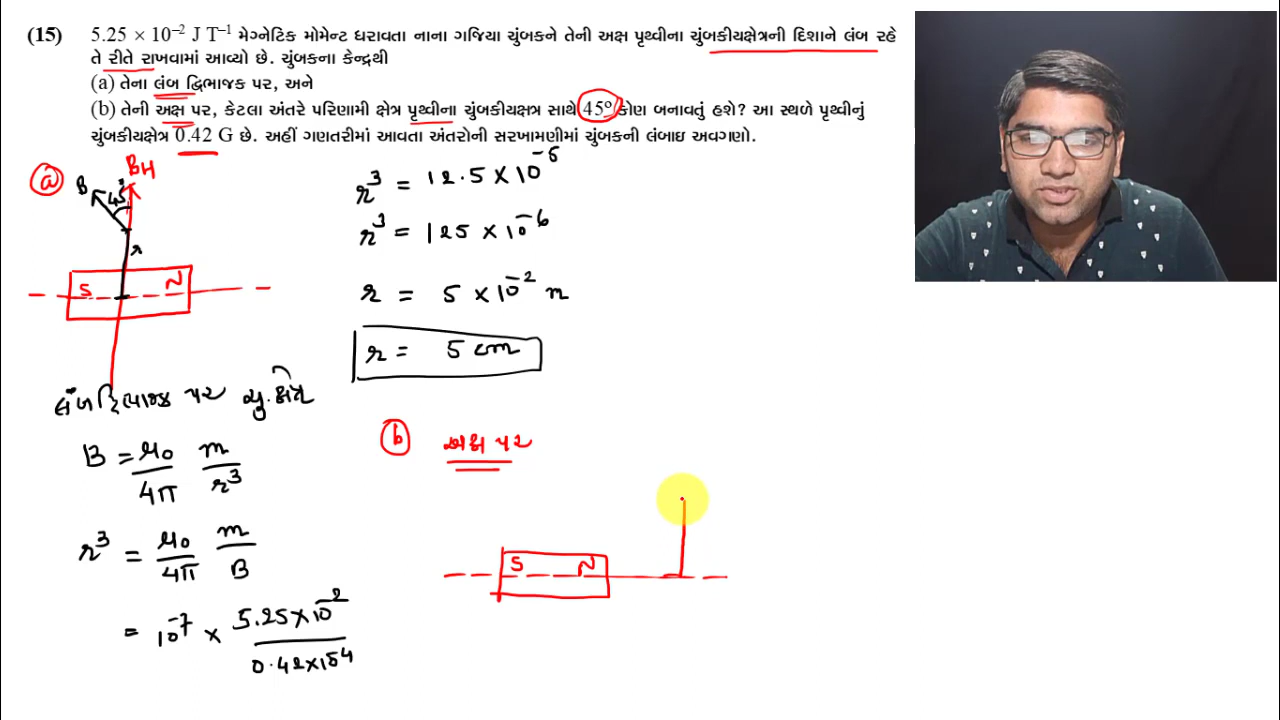 (15) 5.25 × 10⁻² J T⁻¹ મેગ્નેટિક મોમેન્ટ ધરાવતા નાના ગજિયા ચુંબકને તેની અક્ષ પૃથ્વીના ચુંબકીયક્ષેત્રની દિશાને લંબ રહે
તે રીતે રાખવામાં આવ્યો છે. ચુંબકના કેન્દ્રથી
(a) તેના લંબ દ્વિભાજક પર, અને
(b) તેની અક્ષ પર, કેટલા અંતરે પરિણામી ક્ષેત્ર પૃથ્વીના ચુંબકીયક્ષેત્ર સાથે 45° કોણ બનાવતું હશે? આ સ્થળે પૃથ્વીનું
ચુંબકીયક્ષેત્ર 0.42 G છે. અહીં ગણતરીમાં આવતા અંતરોની સરખામણીમાં ચુંબકની લંબાઇ અવગણો.
(a)
B 45° BH
r
S N
લંબદ્વિભાજક પર ચુ.ક્ષેત્ર
B = μ₀/4π m/r³
r³ = μ₀/4π m/B
= 10⁻⁷ × 5.25×10⁻²/0.42×10⁻⁴
r³ = 12.5 × 10⁻⁵
r³ = 125 × 10⁻⁶
r = 5 × 10⁻² m
r = 5 cm
(b) અક્ષ પર
S N